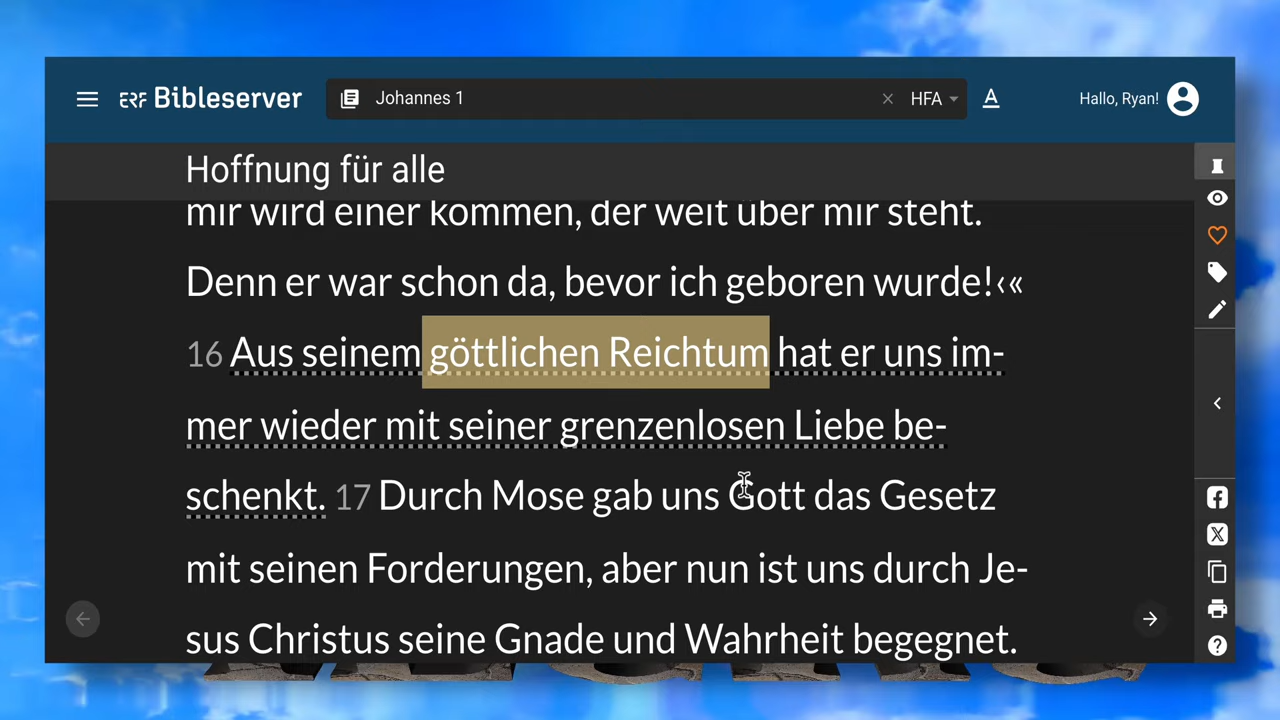 ERF Bibleserver
Johannes 1
HFA
A
Hallo, Ryan!
Hoffnung für alle
mir wird einer kommen, der weit über mir steht.
Denn er war schon da, bevor ich geboren wurde!‹«
16 Aus seinem göttlichen Reichtum hat er uns im-
mer wieder mit seiner grenzenlosen Liebe be-
schenkt. 17 Durch Mose gab uns Gott das Gesetz
mit seinen Forderungen, aber nun ist uns durch Je-
sus Christus seine Gnade und Wahrheit begegnet.